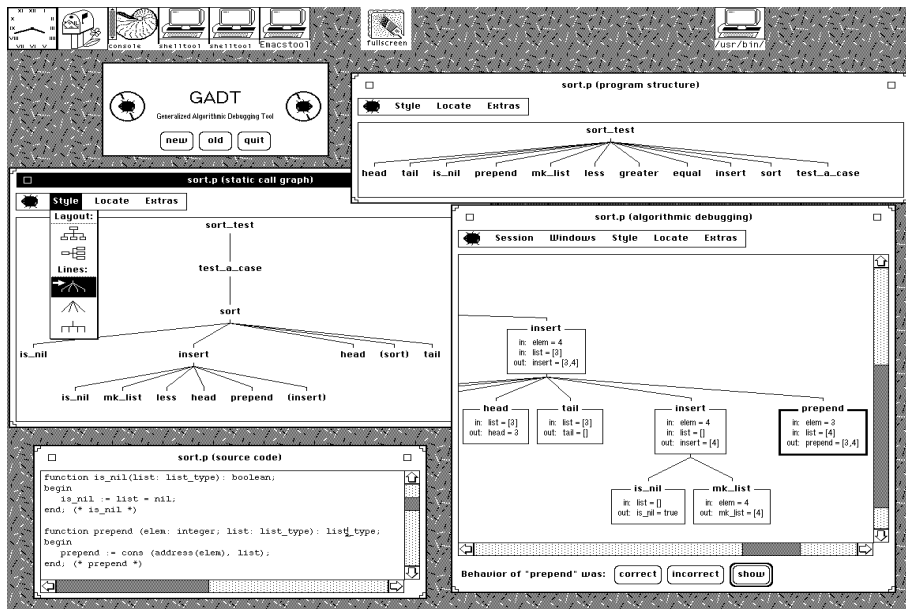 XI XII I
X II
IX III
VIII
VII VI V
console
shelltool
shelltool
Emacstool
fullscreen
/usr/bin/
GADT
Generalized Algorithmic Debugging Tool
new old quit
sort.p (program structure)
Style Locate Extras
sort_test
head tail is_nil prepend mk_list less greater equal insert sort test_a_case
sort.p (static call graph)
Style Locate Extras
Layout:
Lines:
sort_test
test_a_case
sort
is_nil insert head (sort) tail
is_nil mk_list less head prepend (insert)
sort.p (algorithmic debugging)
Session Windows Style Locate Extras
insert
in: elem = 4
in: list = [3]
out: insert = [3,4]
head
in: list = [3]
out: head = 3
tail
in: list = [3]
out: tail = []
insert
in: elem = 4
in: list = []
out: insert = [4]
prepend
in: elem = 3
in: list = [4]
out: prepend = [3,4]
is_nil
in: list = []
out: is_nil = true
mk_list
in: elem = 4
out: mk_list = [4]
Behavior of "prepend" was: correct incorrect show
sort.p (source code)
function is_nil(list: list_type): boolean;
begin
is_nil := list = nil;
end; (* is_nil *)
function prepend (elem: integer; list: list_type): list_type;
begin
prepend := cons (address(elem), list);
end; (* prepend *)